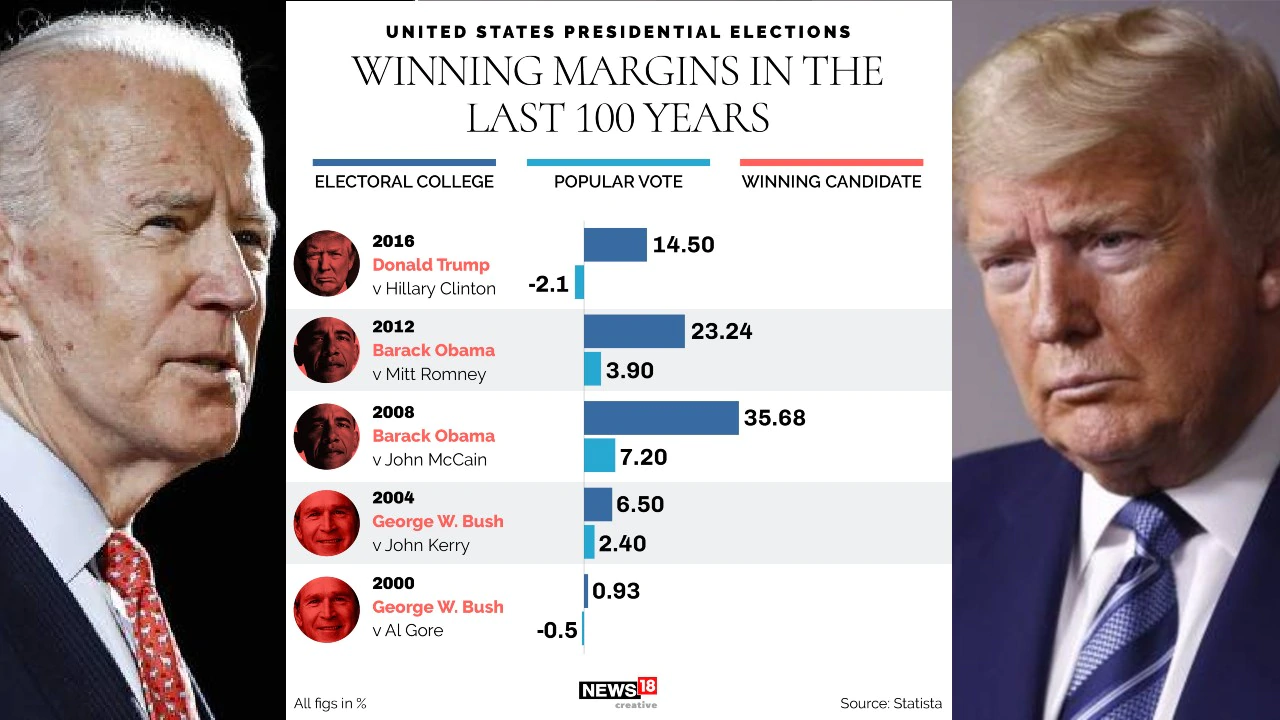 UNITED STATES PRESIDENTIAL ELECTIONS
WINNING MARGINS IN THE
LAST 100 YEARS
ELECTORAL COLLEGE
POPULAR VOTE
WINNING CANDIDATE
2016
Donald Trump
v Hillary Clinton
14.50
-2.1
2012
Barack Obama
v Mitt Romney
23.24
3.90
2008
Barack Obama
v John McCain
35.68
7.20
2004
George W. Bush
v John Kerry
6.50
2.40
2000
George W. Bush
v Al Gore
0.93
-0.5
All figs in %
NEWS18
creative
Source: Statista